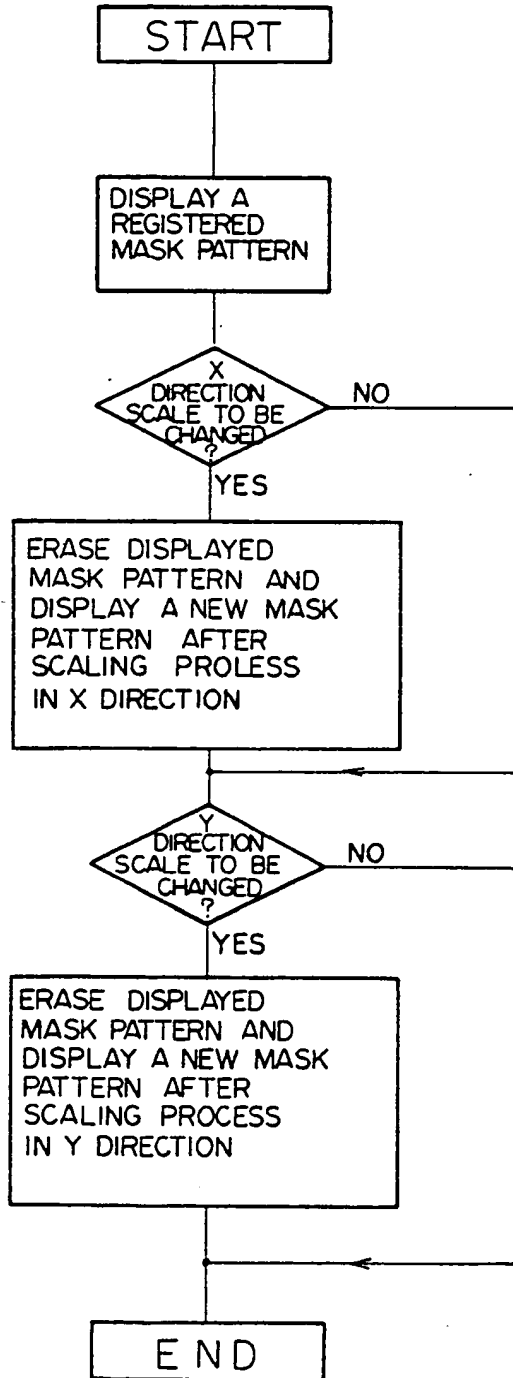 START
DISPLAY A
REGISTERED
MASK PATTERN
X
DIRECTION
SCALE TO BE
CHANGED
?
NO
YES
ERASE DISPLAYED
MASK PATTERN AND
DISPLAY A NEW MASK
PATTERN AFTER
SCALING PROLESS
IN X DIRECTION
Y
DIRECTION
SCALE TO BE
CHANGED
?
NO
YES
ERASE DISPLAYED
MASK PATTERN AND
DISPLAY A NEW MASK
PATTERN AFTER
SCALING PROCESS
IN Y DIRECTION
END